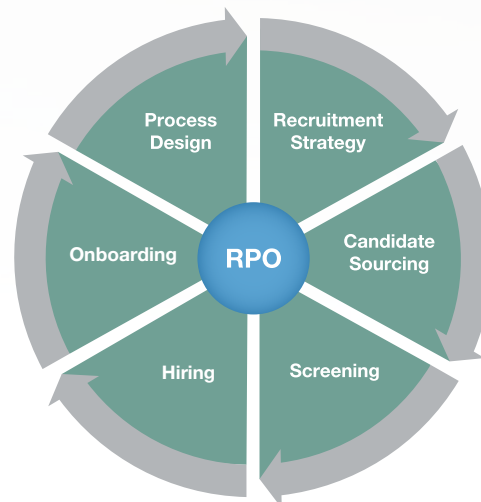 Process
Design
Recruitment
Strategy
Onboarding
RPO
Candidate
Sourcing
Hiring
Screening